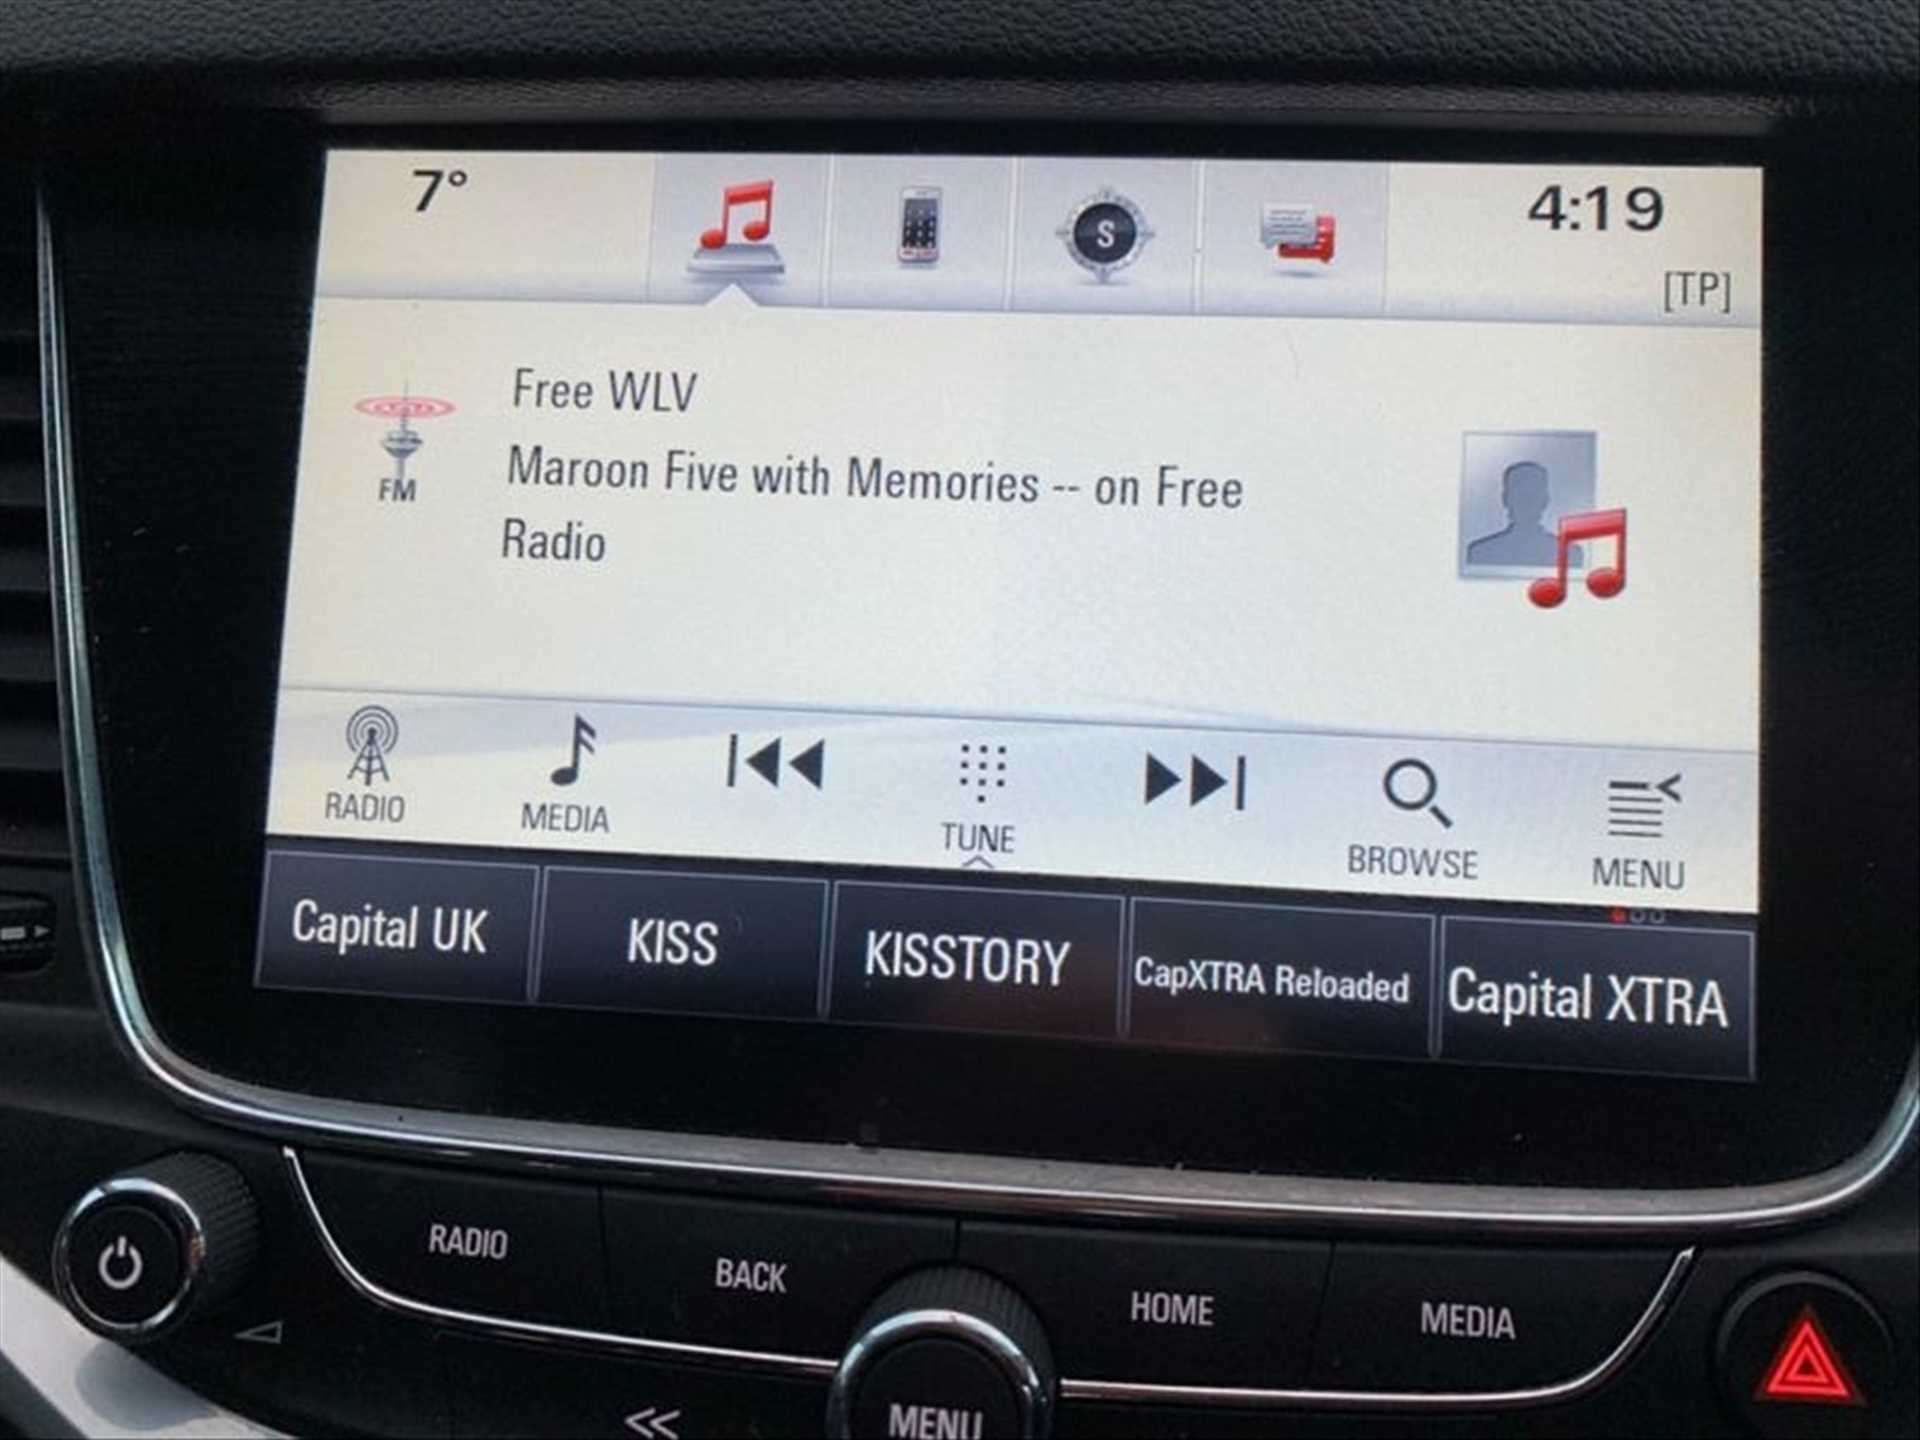 7°
S
4:19
[TP]
FM
Free WLV
Maroon Five with Memories -- on Free
Radio
RADIO
MEDIA
TUNE
BROWSE
MENU
Capital UK
KISS
KISSTORY
CapXTRA Reloaded
Capital XTRA
RADIO
BACK
HOME
MEDIA
MENU